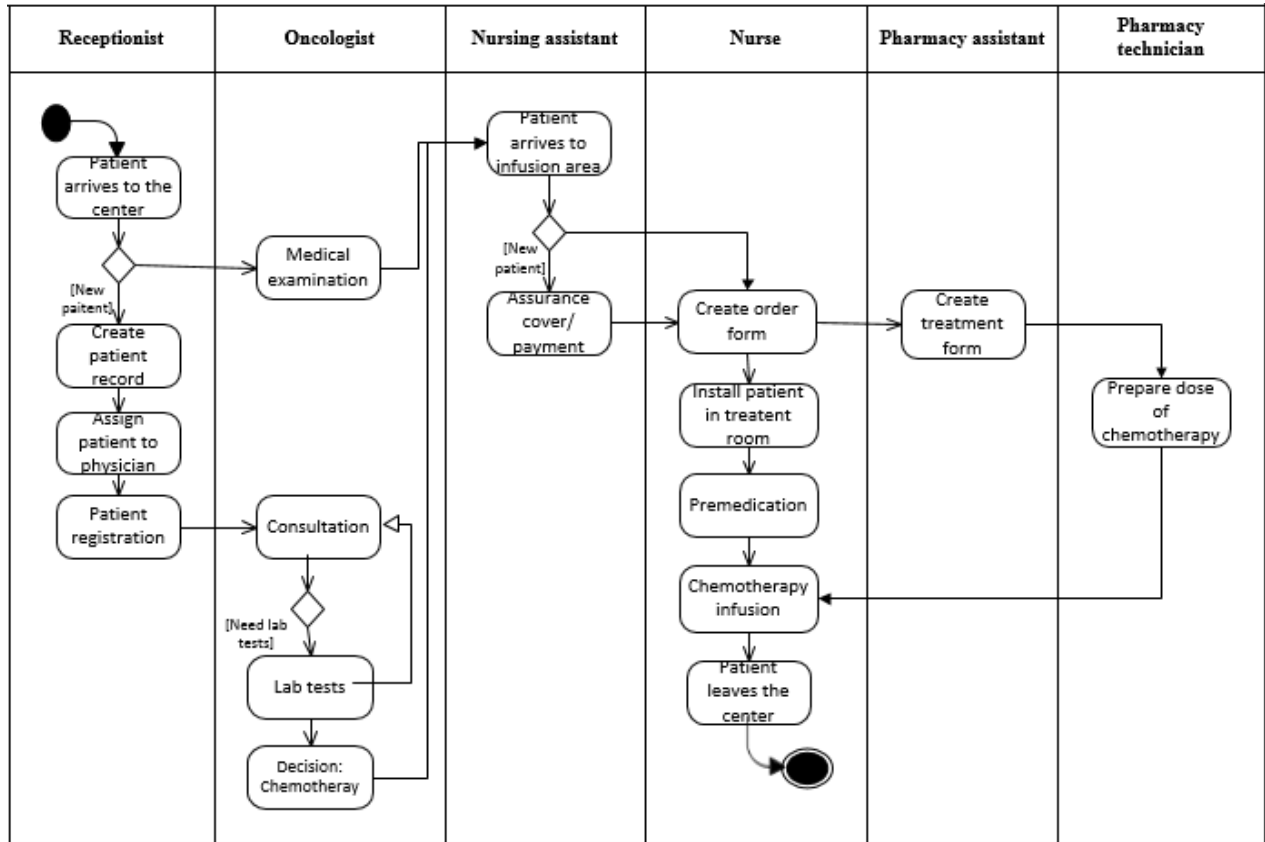 Receptionist
Oncologist
Nursing assistant
Nurse
Pharmacy assistant
Pharmacy
technician
Patient
arrives to the
center
[New
paitent]
Create
patient
record
Assign
patient to
physician
Patient
registration
Medical
examination
Consultation
[Need lab
tests]
Lab tests
Decision:
Chemotheray
Patient
arrives to
infusion area
[New
patient]
Assurance
cover/
payment
Create order
form
Install patient
in treatent
room
Premedication
Chemotherapy
infusion
Patient
leaves the
center
Create
treatment
form
Prepare dose
of
chemotherapy